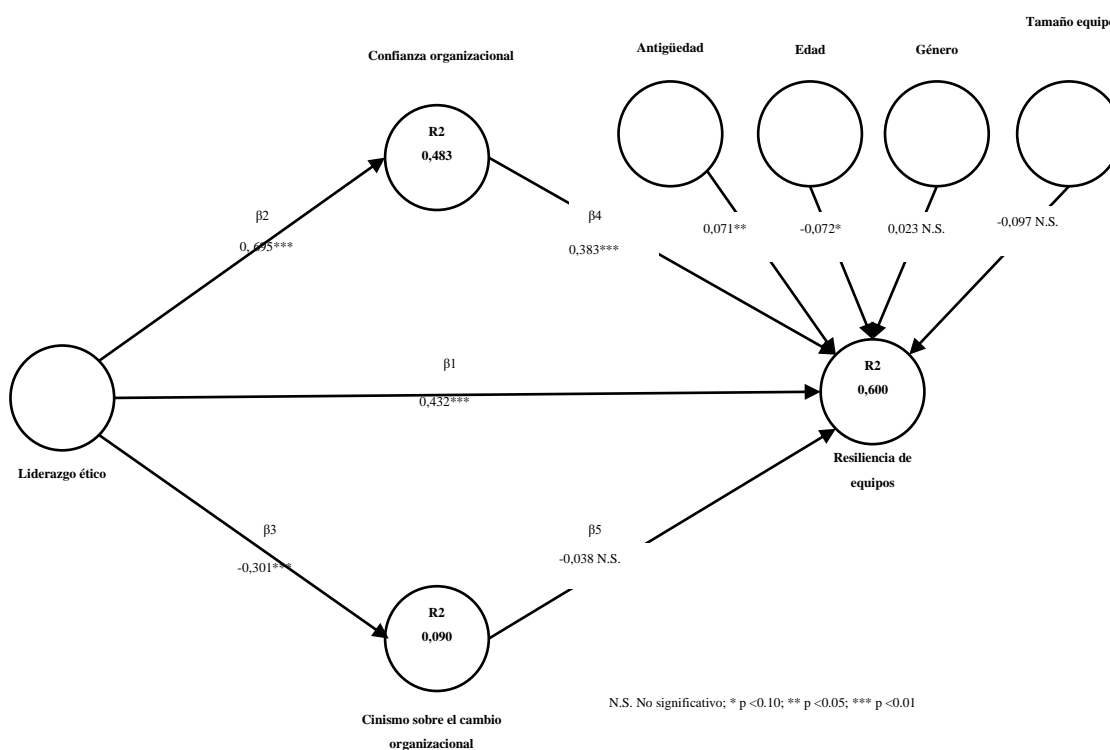 Tamaño equipo
Antigüedad
Edad
Género
Confianza organizacional
R2
0,483
β2
0, 695***
β4
0,383***
0,071**
-0,072*
0,023 N.S.
-0,097 N.S.
β1
0,432***
R2
0,600
Liderazgo ético
Resiliencia de
equipos
β3
-0,301***
β5
-0,038 N.S.
R2
0,090
N.S. No significativo; * p <0.10; ** p <0.05; *** p <0.01
Cinismo sobre el cambio
organizacional